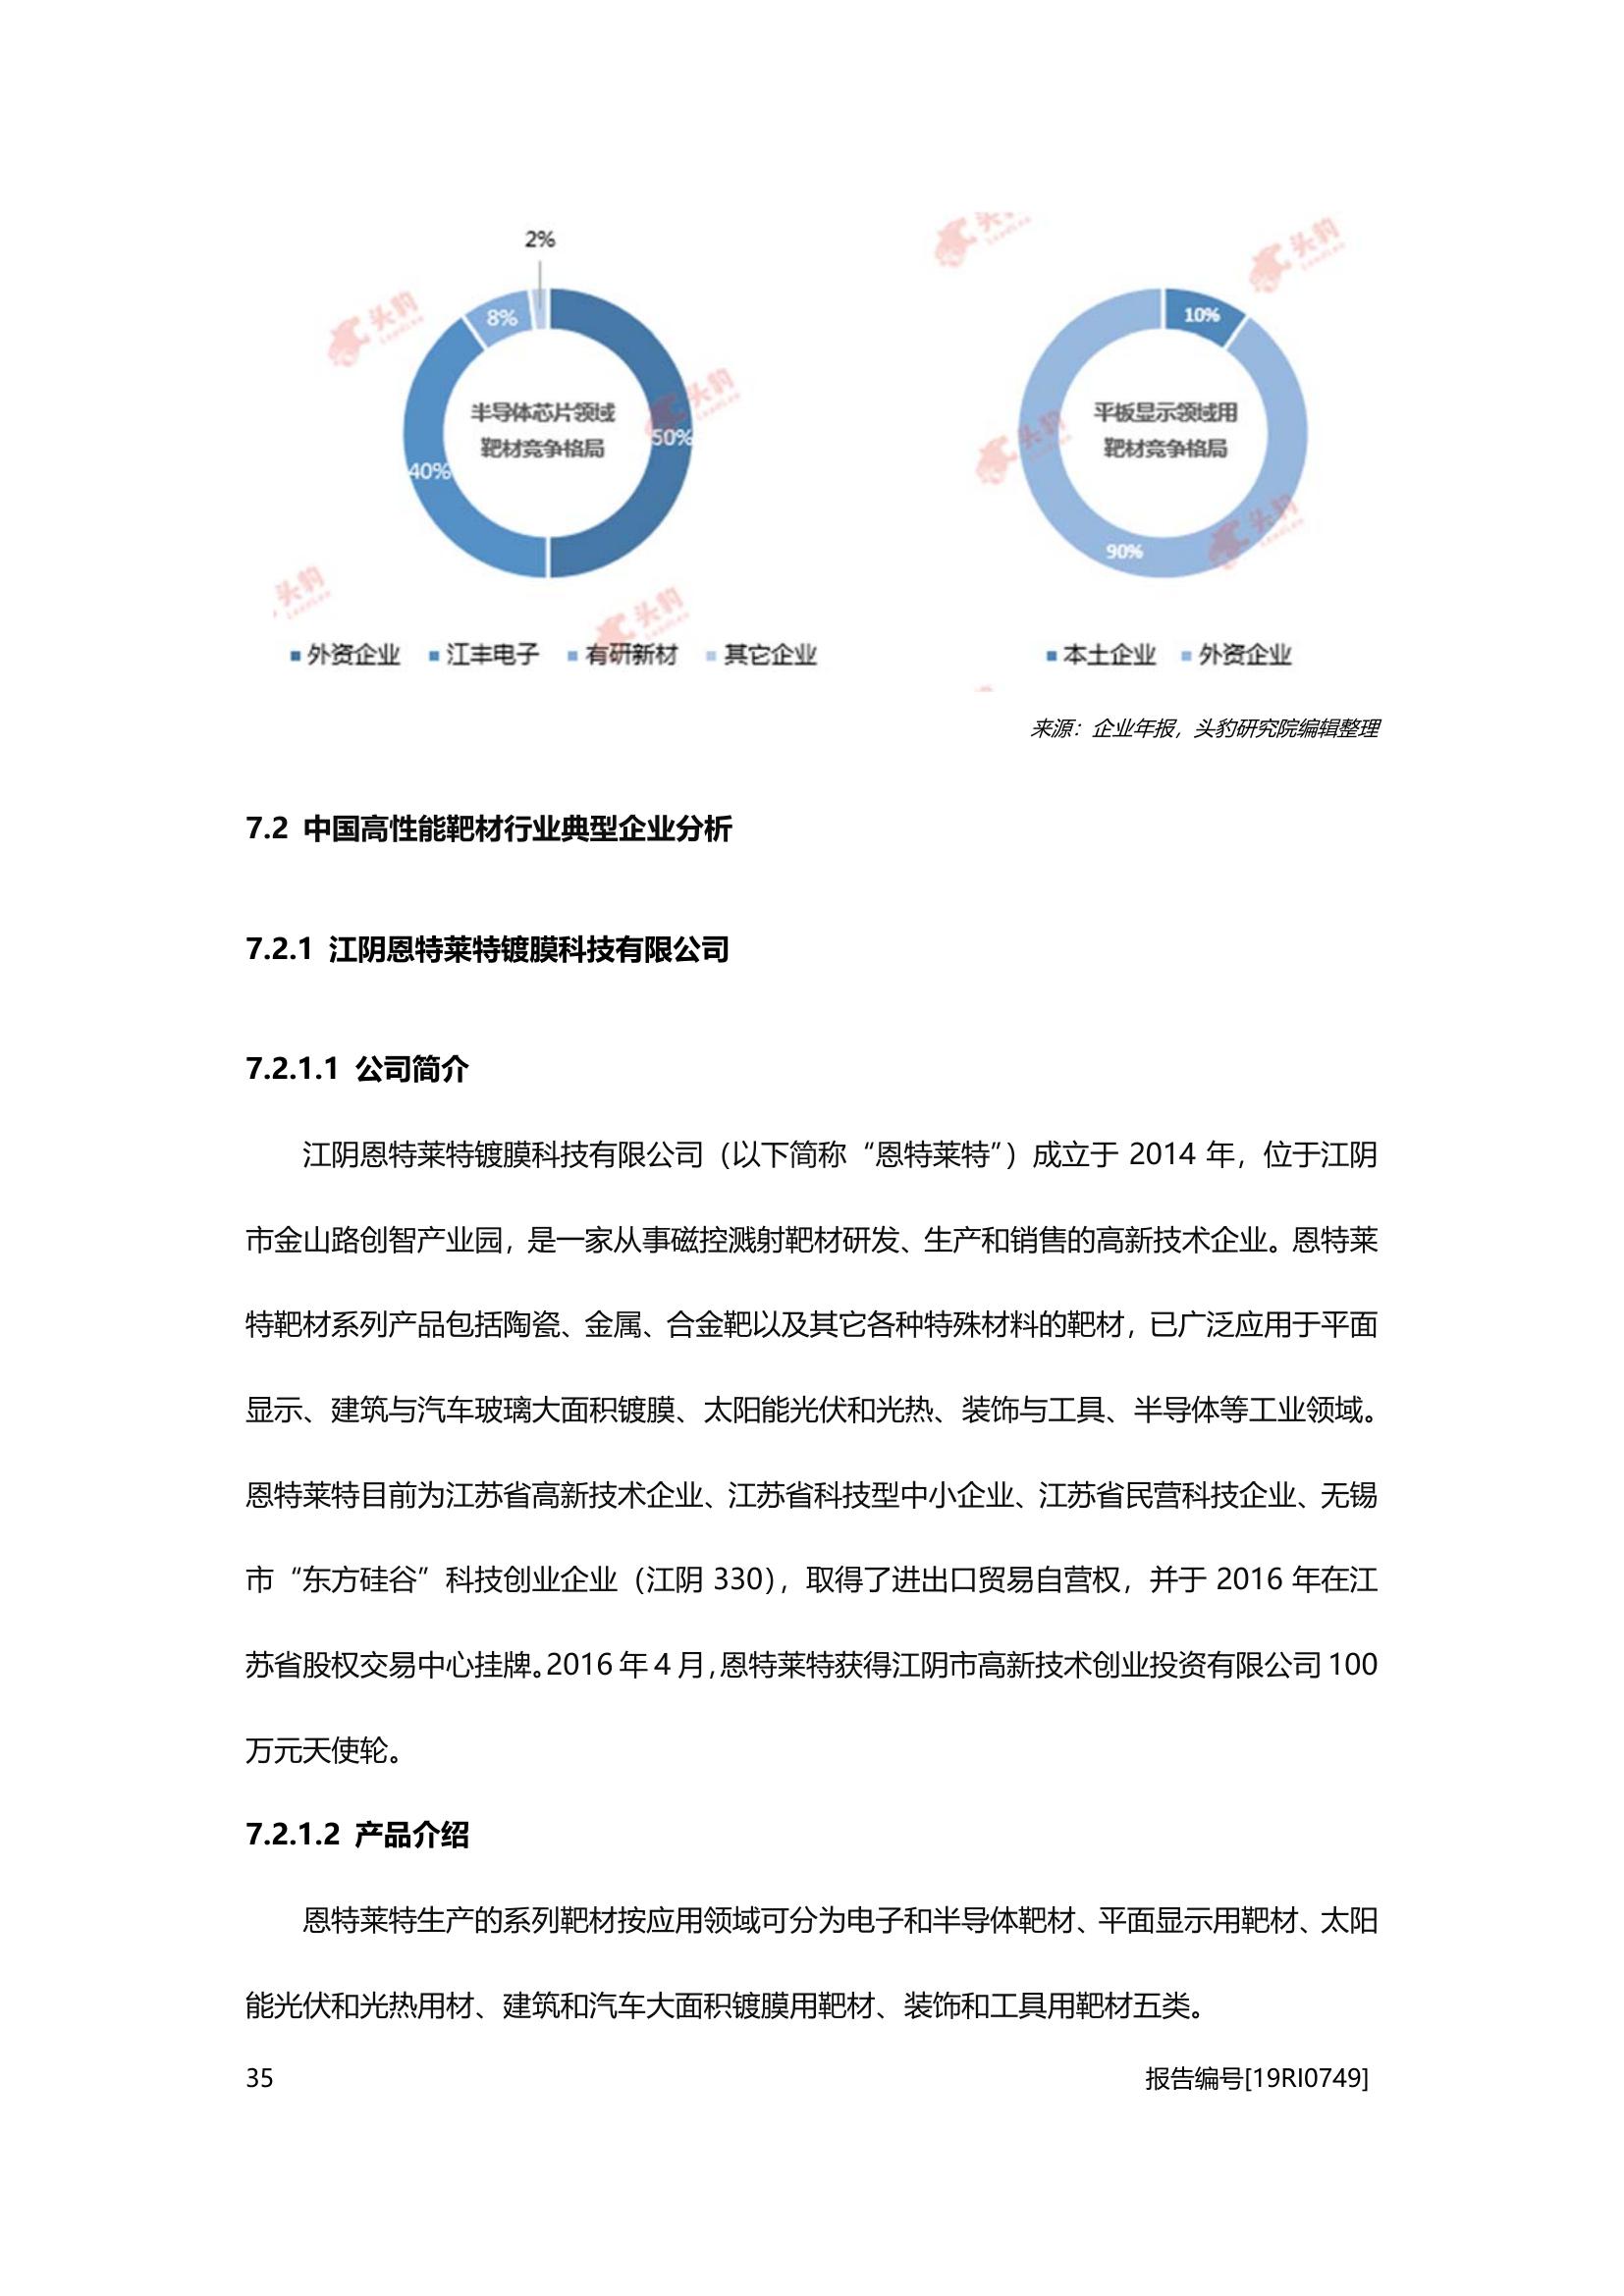 2%
8%
10%
半导体芯片领域
靶材竞争格局
50%
40%
平板显示领域用
靶材竞争格局
90%
外资企业 江丰电子 有研新材 其它企业
本土企业 外资企业
头豹
头豹
头豹
头豹
头豹
头豹
头豹
来源：企业年报，头豹研究院编辑整理
7.2 中国高性能靶材行业典型企业分析
7.2.1 江阴恩特莱特镀膜科技有限公司
7.2.1.1 公司简介
江阴恩特莱特镀膜科技有限公司（以下简称“恩特莱特”）成立于 2014 年，位于江阴
市金山路创智产业园，是一家从事磁控溅射靶材研发、生产和销售的高新技术企业。恩特莱
特靶材系列产品包括陶瓷、金属、合金靶以及其它各种特殊材料的靶材，已广泛应用于平面
显示、建筑与汽车玻璃大面积镀膜、太阳能光伏和光热、装饰与工具、半导体等工业领域。
恩特莱特目前为江苏省高新技术企业、江苏省科技型中小企业、江苏省民营科技企业、无锡
市“东方硅谷”科技创业企业（江阴 330），取得了进出口贸易自营权，并于 2016 年在江
苏省股权交易中心挂牌。2016 年 4 月，恩特莱特获得江阴市高新技术创业投资有限公司 100
万元天使轮。
7.2.1.2 产品介绍
恩特莱特生产的系列靶材按应用领域可分为电子和半导体靶材、平面显示用靶材、太阳
能光伏和光热用材、建筑和汽车大面积镀膜用靶材、装饰和工具用靶材五类。
35 报告编号[19RI0749]